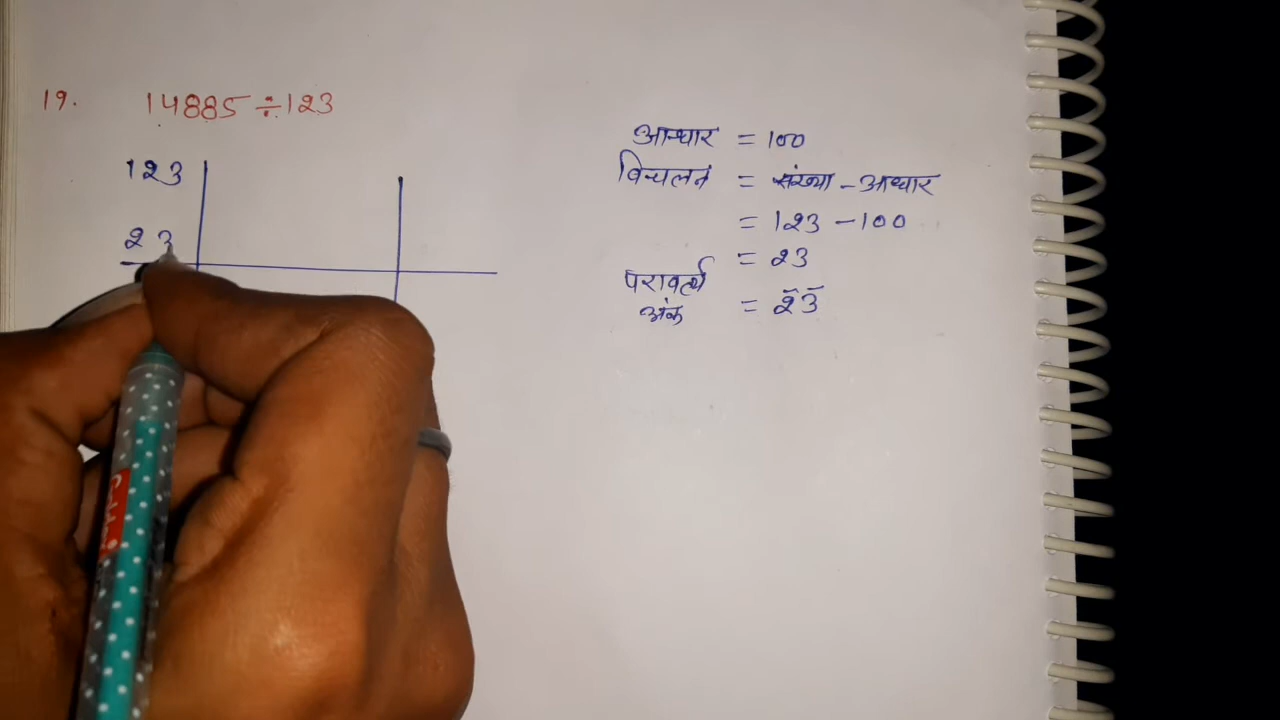 19. 14885 ÷ 123
123
23
आधार = 100
विचलन = संख्या - आधार
= 123 - 100
= 23
परावर्त्य
अंक = 2̄3̄